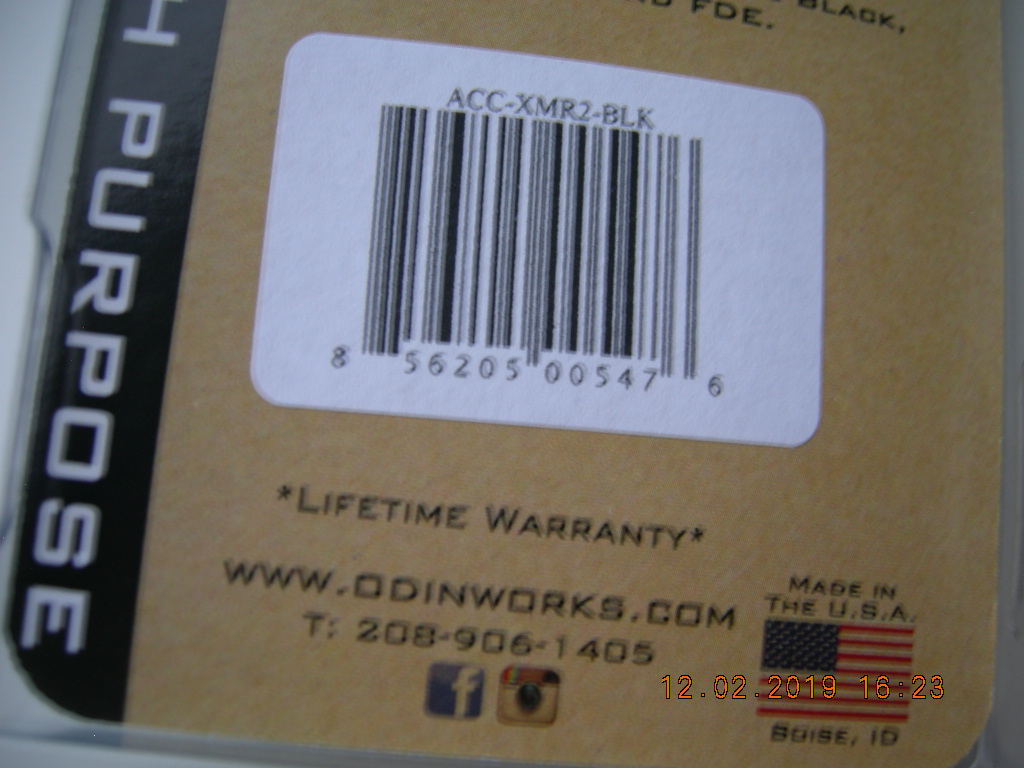 BLACK,
FDE.
H PURPOSE
ACC-XMR2-BLK
8 56205 00547 6
*LIFETIME WARRANTY*
WWW.ODINWORKS.COM
T: 208-906-1405
MADE IN
THE U.S.A.
BOISE, ID
f
12.02.2019 16:23